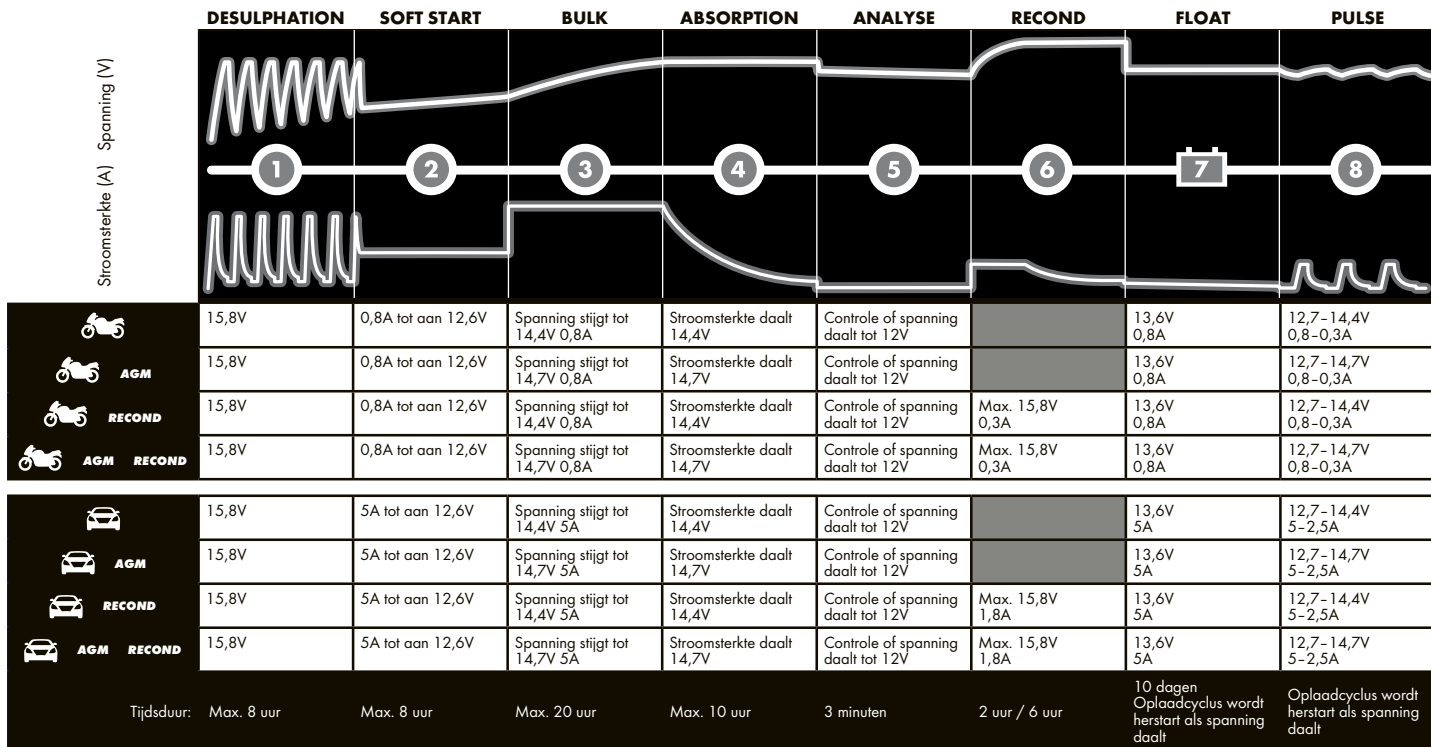 DESULPHATION SOFT START BULK ABSORPTION ANALYSE RECOND FLOAT PULSE
Spanning (V)
Stroomsterkte (A)
1 2 3 4 5 6 7 8
15,8V 0,8A tot aan 12,6V Spanning stijgt tot Stroomsterkte daalt Controle of spanning 13,6V 12,7–14,4V
14,4V 0,8A 14,4V daalt tot 12V 0,8A 0,8–0,3A
AGM 15,8V 0,8A tot aan 12,6V Spanning stijgt tot Stroomsterkte daalt Controle of spanning 13,6V 12,7–14,7V
14,7V 0,8A 14,7V daalt tot 12V 0,8A 0,8–0,3A
RECOND 15,8V 0,8A tot aan 12,6V Spanning stijgt tot Stroomsterkte daalt Controle of spanning Max. 15,8V 13,6V 12,7–14,4V
14,4V 0,8A 14,4V daalt tot 12V 0,3A 0,8A 0,8–0,3A
AGM RECOND 15,8V 0,8A tot aan 12,6V Spanning stijgt tot Stroomsterkte daalt Controle of spanning Max. 15,8V 13,6V 12,7–14,7V
14,7V 0,8A 14,7V daalt tot 12V 0,3A 0,8A 0,8–0,3A
15,8V 5A tot aan 12,6V Spanning stijgt tot Stroomsterkte daalt Controle of spanning 13,6V 12,7–14,4V
14,4V 5A 14,4V daalt tot 12V 5A 5–2,5A
AGM 15,8V 5A tot aan 12,6V Spanning stijgt tot Stroomsterkte daalt Controle of spanning 13,6V 12,7–14,7V
14,7V 5A 14,7V daalt tot 12V 5A 5–2,5A
RECOND 15,8V 5A tot aan 12,6V Spanning stijgt tot Stroomsterkte daalt Controle of spanning Max. 15,8V 13,6V 12,7–14,4V
14,4V 5A 14,4V daalt tot 12V 1,8A 5A 5–2,5A
AGM RECOND 15,8V 5A tot aan 12,6V Spanning stijgt tot Stroomsterkte daalt Controle of spanning Max. 15,8V 13,6V 12,7–14,7V
14,7V 5A 14,7V daalt tot 12V 1,8A 5A 5–2,5A
Tijdsduur: Max. 8 uur Max. 8 uur Max. 20 uur Max. 10 uur 3 minuten 2 uur / 6 uur
10 dagen
Oplaadcyclus wordt
herstart als spanning
daalt
Oplaadcyclus wordt
herstart als spanning
daalt